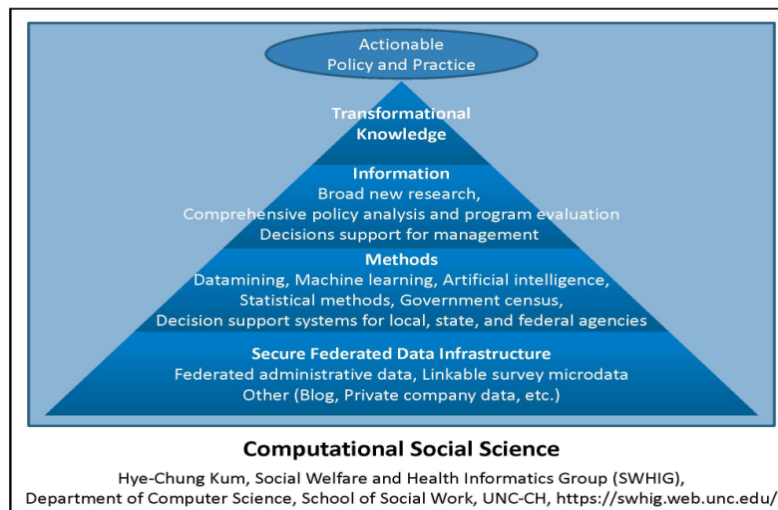 Actionable
Policy and Practice
Transformational
Knowledge
Information
Broad new research,
Comprehensive policy analysis and program evaluation
Decisions support for management
Methods
Datamining, Machine learning, Artificial intelligence,
Statistical methods, Government census,
Decision support systems for local, state, and federal agencies
Secure Federated Data Infrastructure
Federated administrative data, Linkable survey microdata
Other (Blog, Private company data, etc.)
Computational Social Science
Hye-Chung Kum, Social Welfare and Health Informatics Group (SWHIG),
Department of Computer Science, School of Social Work, UNC-CH, https://swhig.web.unc.edu/